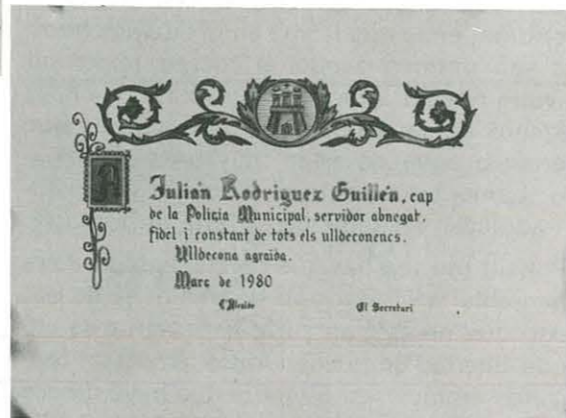 Julián Rodriguez Guillén, cap
de la Policia Municipal, servidor abnegat,
fidel i constant de tots els ulldeconencs.
Ulldecona agraïda.
Març de 1980
L'Alcalde El Secretari